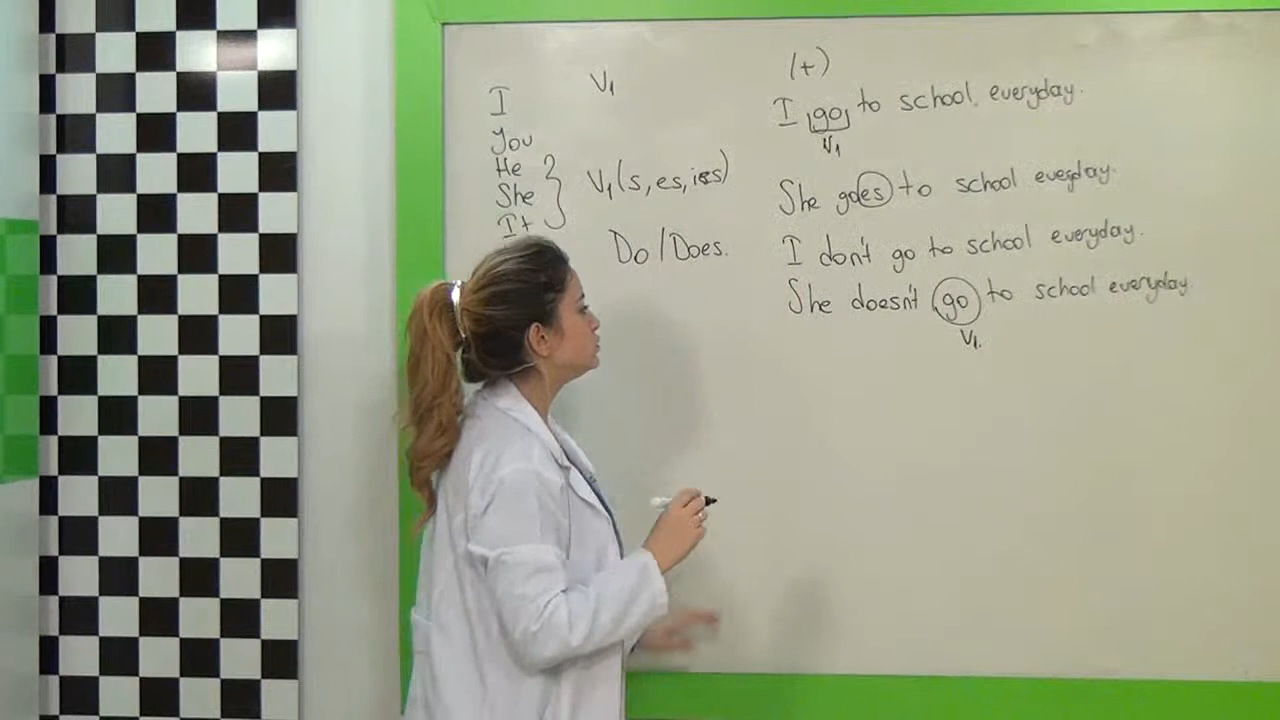 I
You
He
She
It
V1
V1 (s, es, ies)
Do / Does.
(+)
I go to school everyday.
V1
She goes to school everyday.
I don't go to school everyday.
She doesn't go to school everyday.
V1.